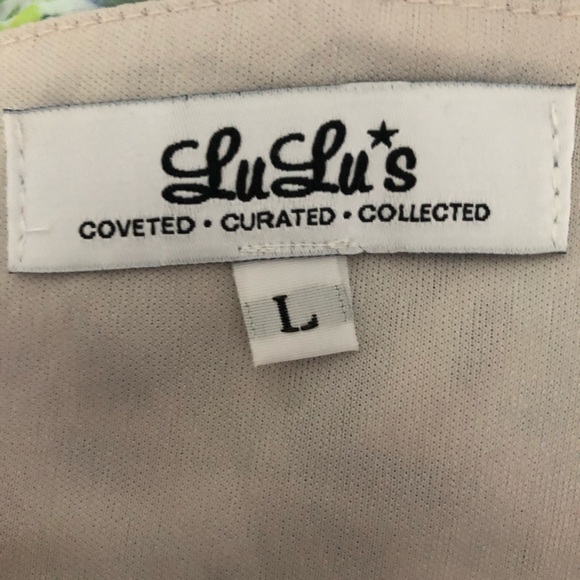 LuLu★s
COVETED • CURATED • COLLECTED
L